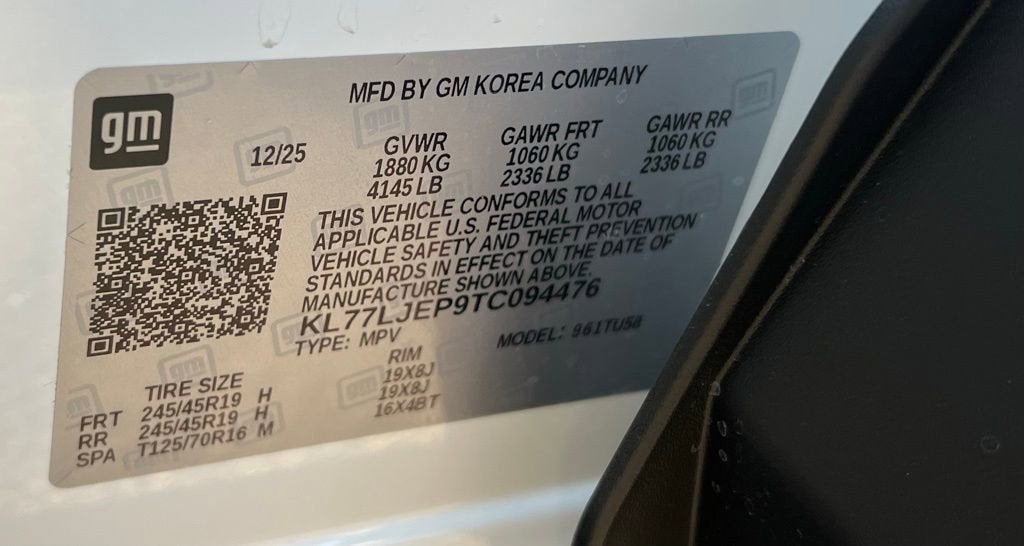 MFD BY GM KOREA COMPANY
gm
12/25
GVWR GAWR FRT GAWR RR
1880 KG 1060 KG 1060 KG
4145 LB 2336 LB 2336 LB
THIS VEHICLE CONFORMS TO ALL
APPLICABLE U.S. FEDERAL MOTOR
VEHICLE SAFETY AND THEFT PREVENTION
STANDARDS IN EFFECT ON THE DATE OF
MANUFACTURE SHOWN ABOVE.
KL77LJEP9TC094476
TYPE: MPV MODEL: 961TU58
TIRE SIZE RIM
FRT 245/45R19 H 19X8J
RR 245/45R19 H 19X8J
SPA T125/70R16 M 16X4BT